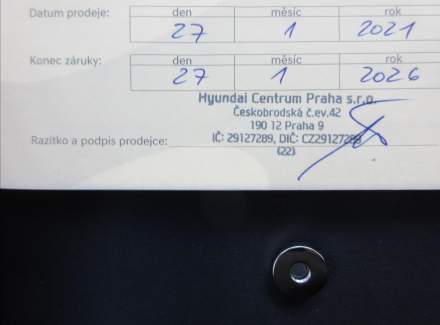 Datum prodeje: den měsíc rok
27 1 2021
Konec záruky: den měsíc rok
27 1 2026
Hyundai Centrum Praha s.r.o.
Českobrodská č.ev.42
190 12 Praha 9
Razítko a podpis prodejce: IČ: 29127289, DIČ: CZ29127289
(22)